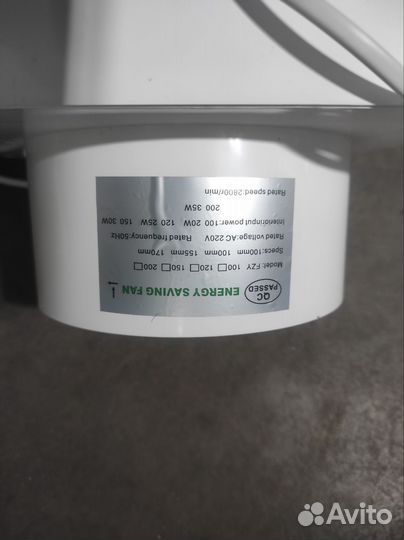 QC
PASSED
ENERGY SAVING FAN
Model: FZY 100□ 120□ 150□ 200□
Specs:100mm 100mm 155mm 170mm
Rated voltage:AC 220V Rated frequency:50Hz
Interidinput power:100 20W 120 25W 150 30W
200 35W
Rated speed:2800r/min
Avito